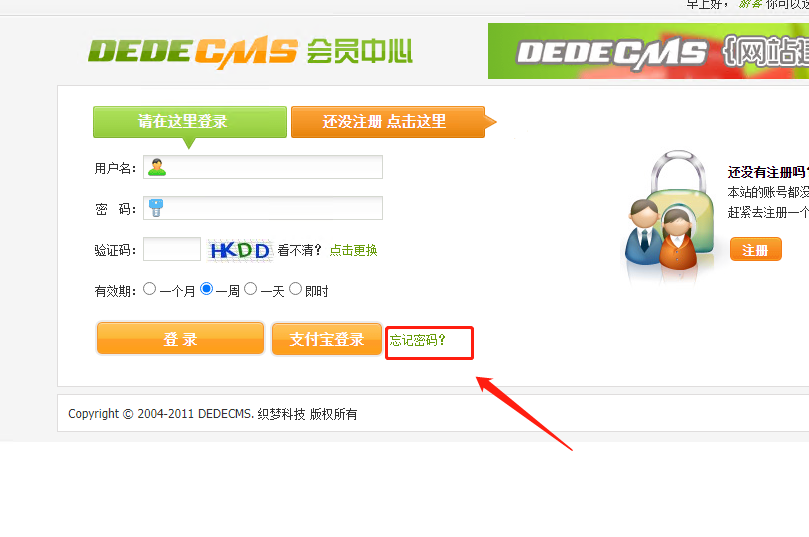 早上好， 游客 你可以
DEDECMS 会员中心
DEDECMS {网站建
请在这里登录
还没注册 点击这里
用户名：
密 码：
验证码： HKDD 看不清？ 点击更换
有效期： 一个月 一周 一天 即时
登 录 支付宝登录 忘记密码？
还没有注册吗？
本站的账号都
赶紧去注册一个
注册
Copyright © 2004-2011 DEDECMS. 织梦科技 版权所有